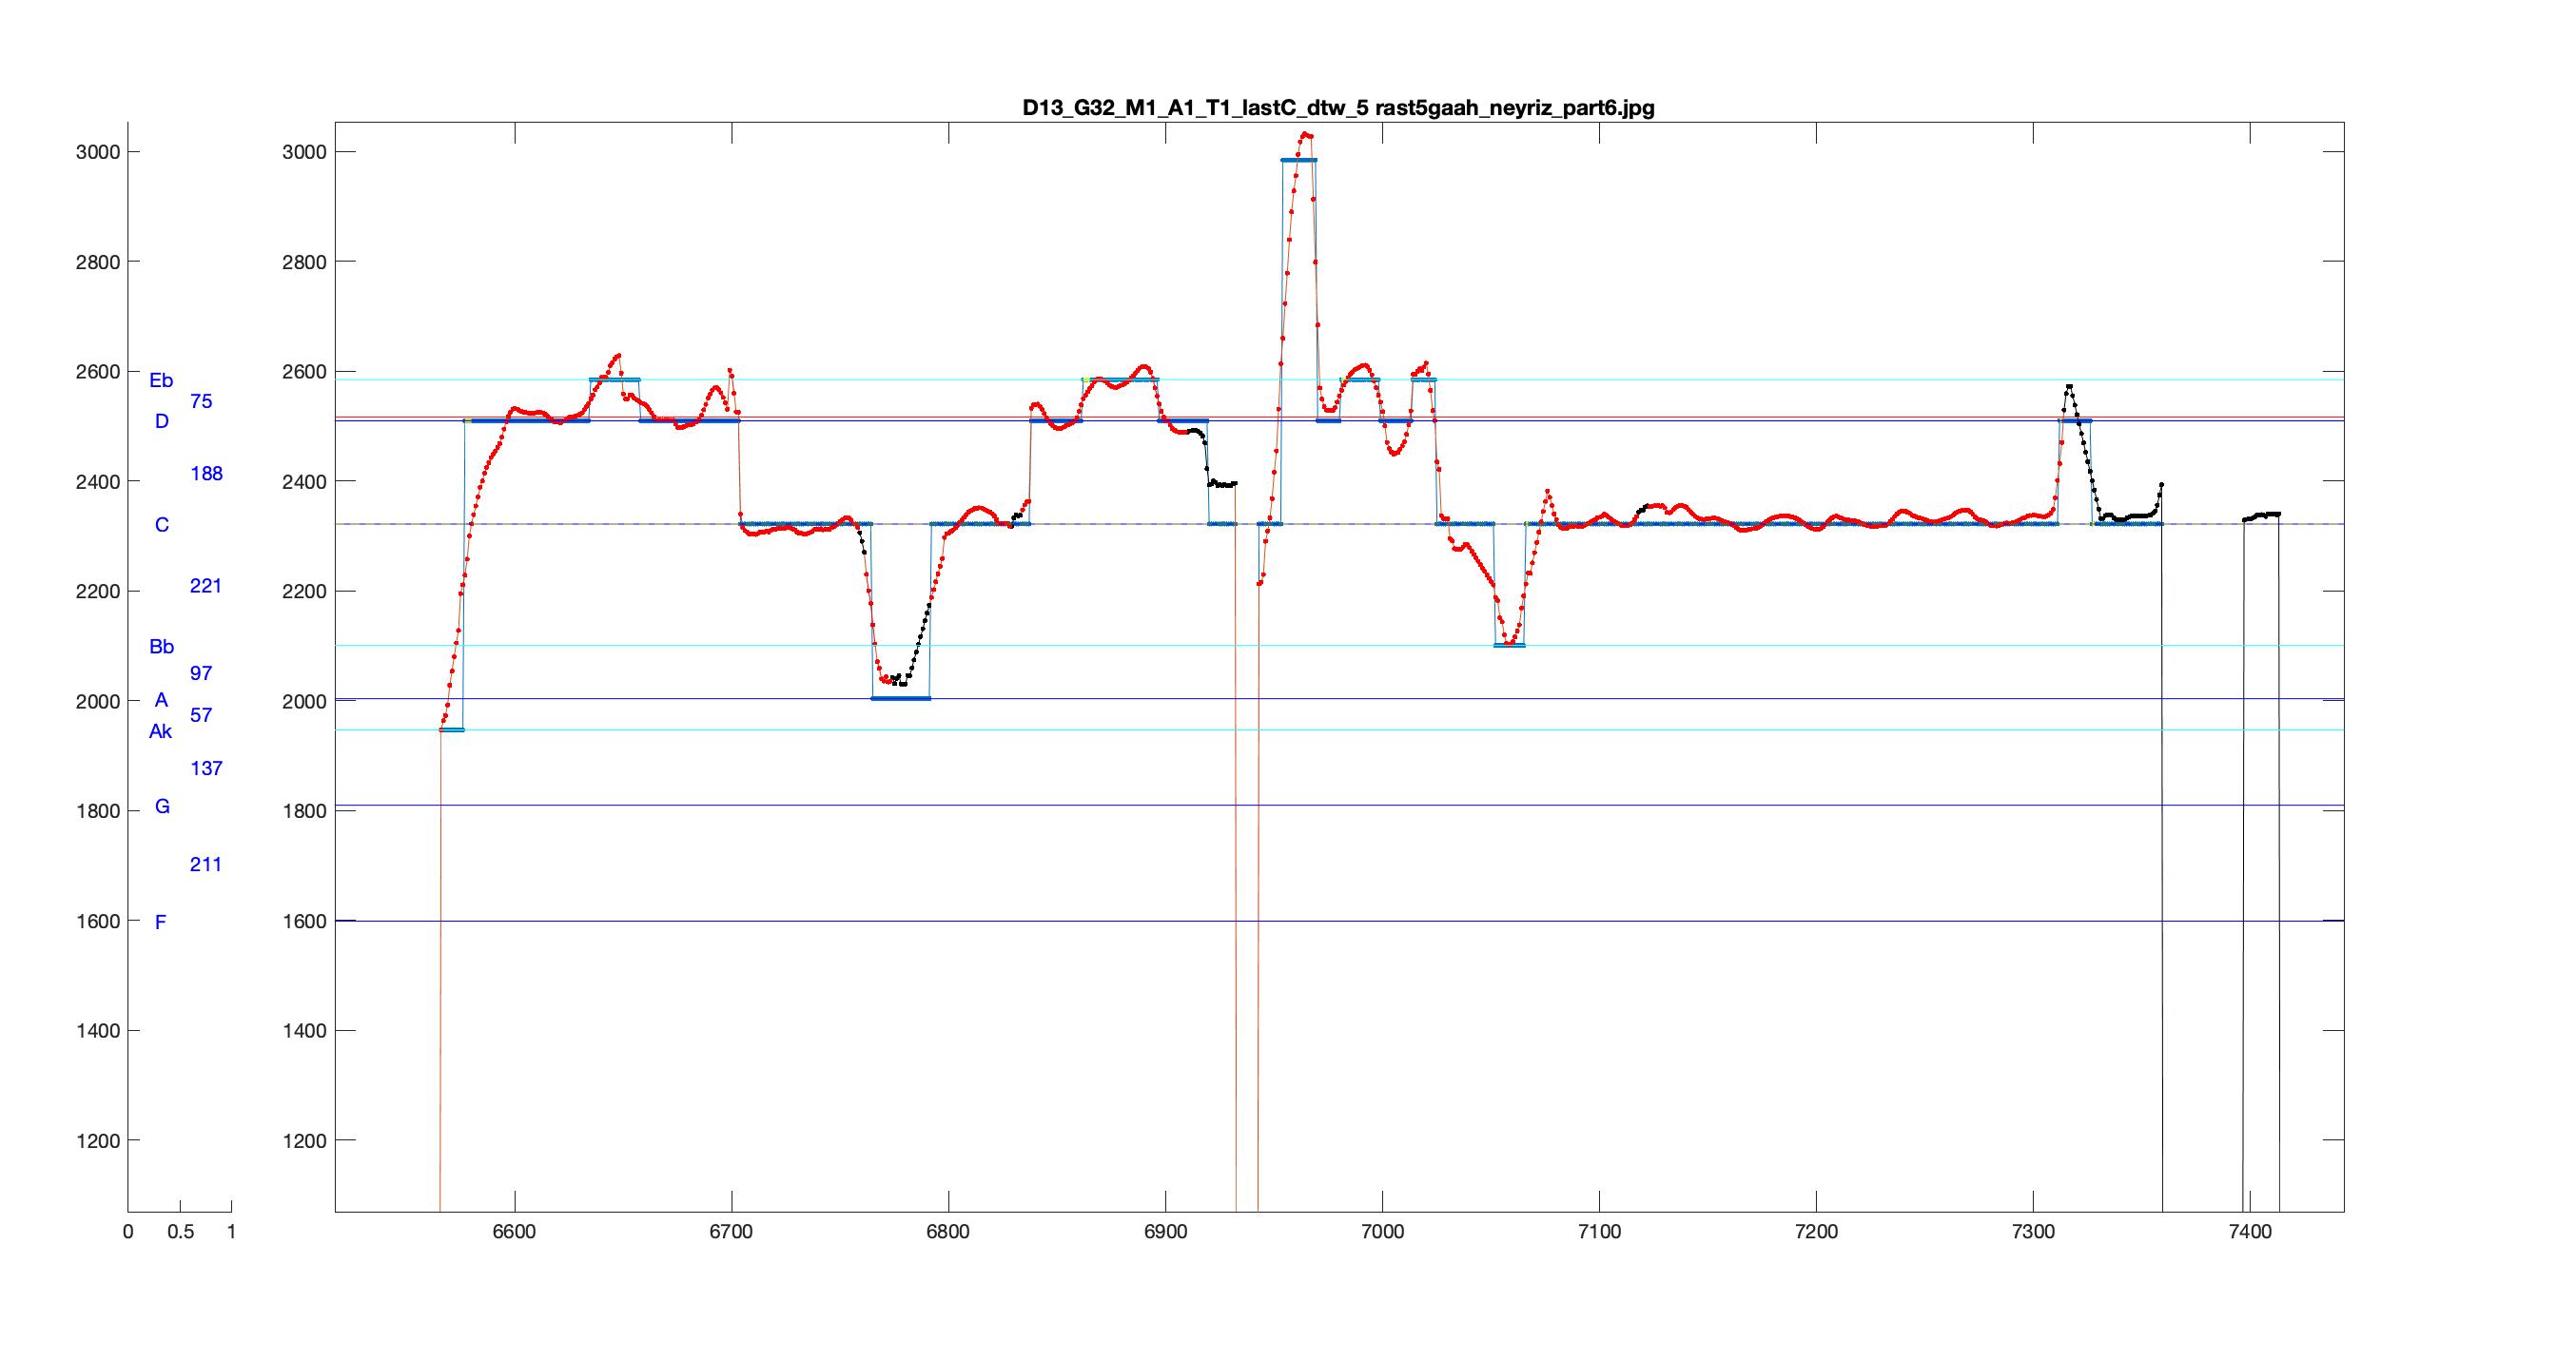 D13_G32_M1_A1_T1_lastC_dtw_5 rast5gaah_neyriz_part6.jpg
3000 3000
2800 2800
2600 2600
Eb
75
D
188
2400 2400
C
221
2200 2200
Bb
97
A
2000 2000
57
Ak
137
G
1800 1800
211
F
1600 1600
1400 1400
1200 1200
0 0.5 1 6600 6700 6800 6900 7000 7100 7200 7300 7400